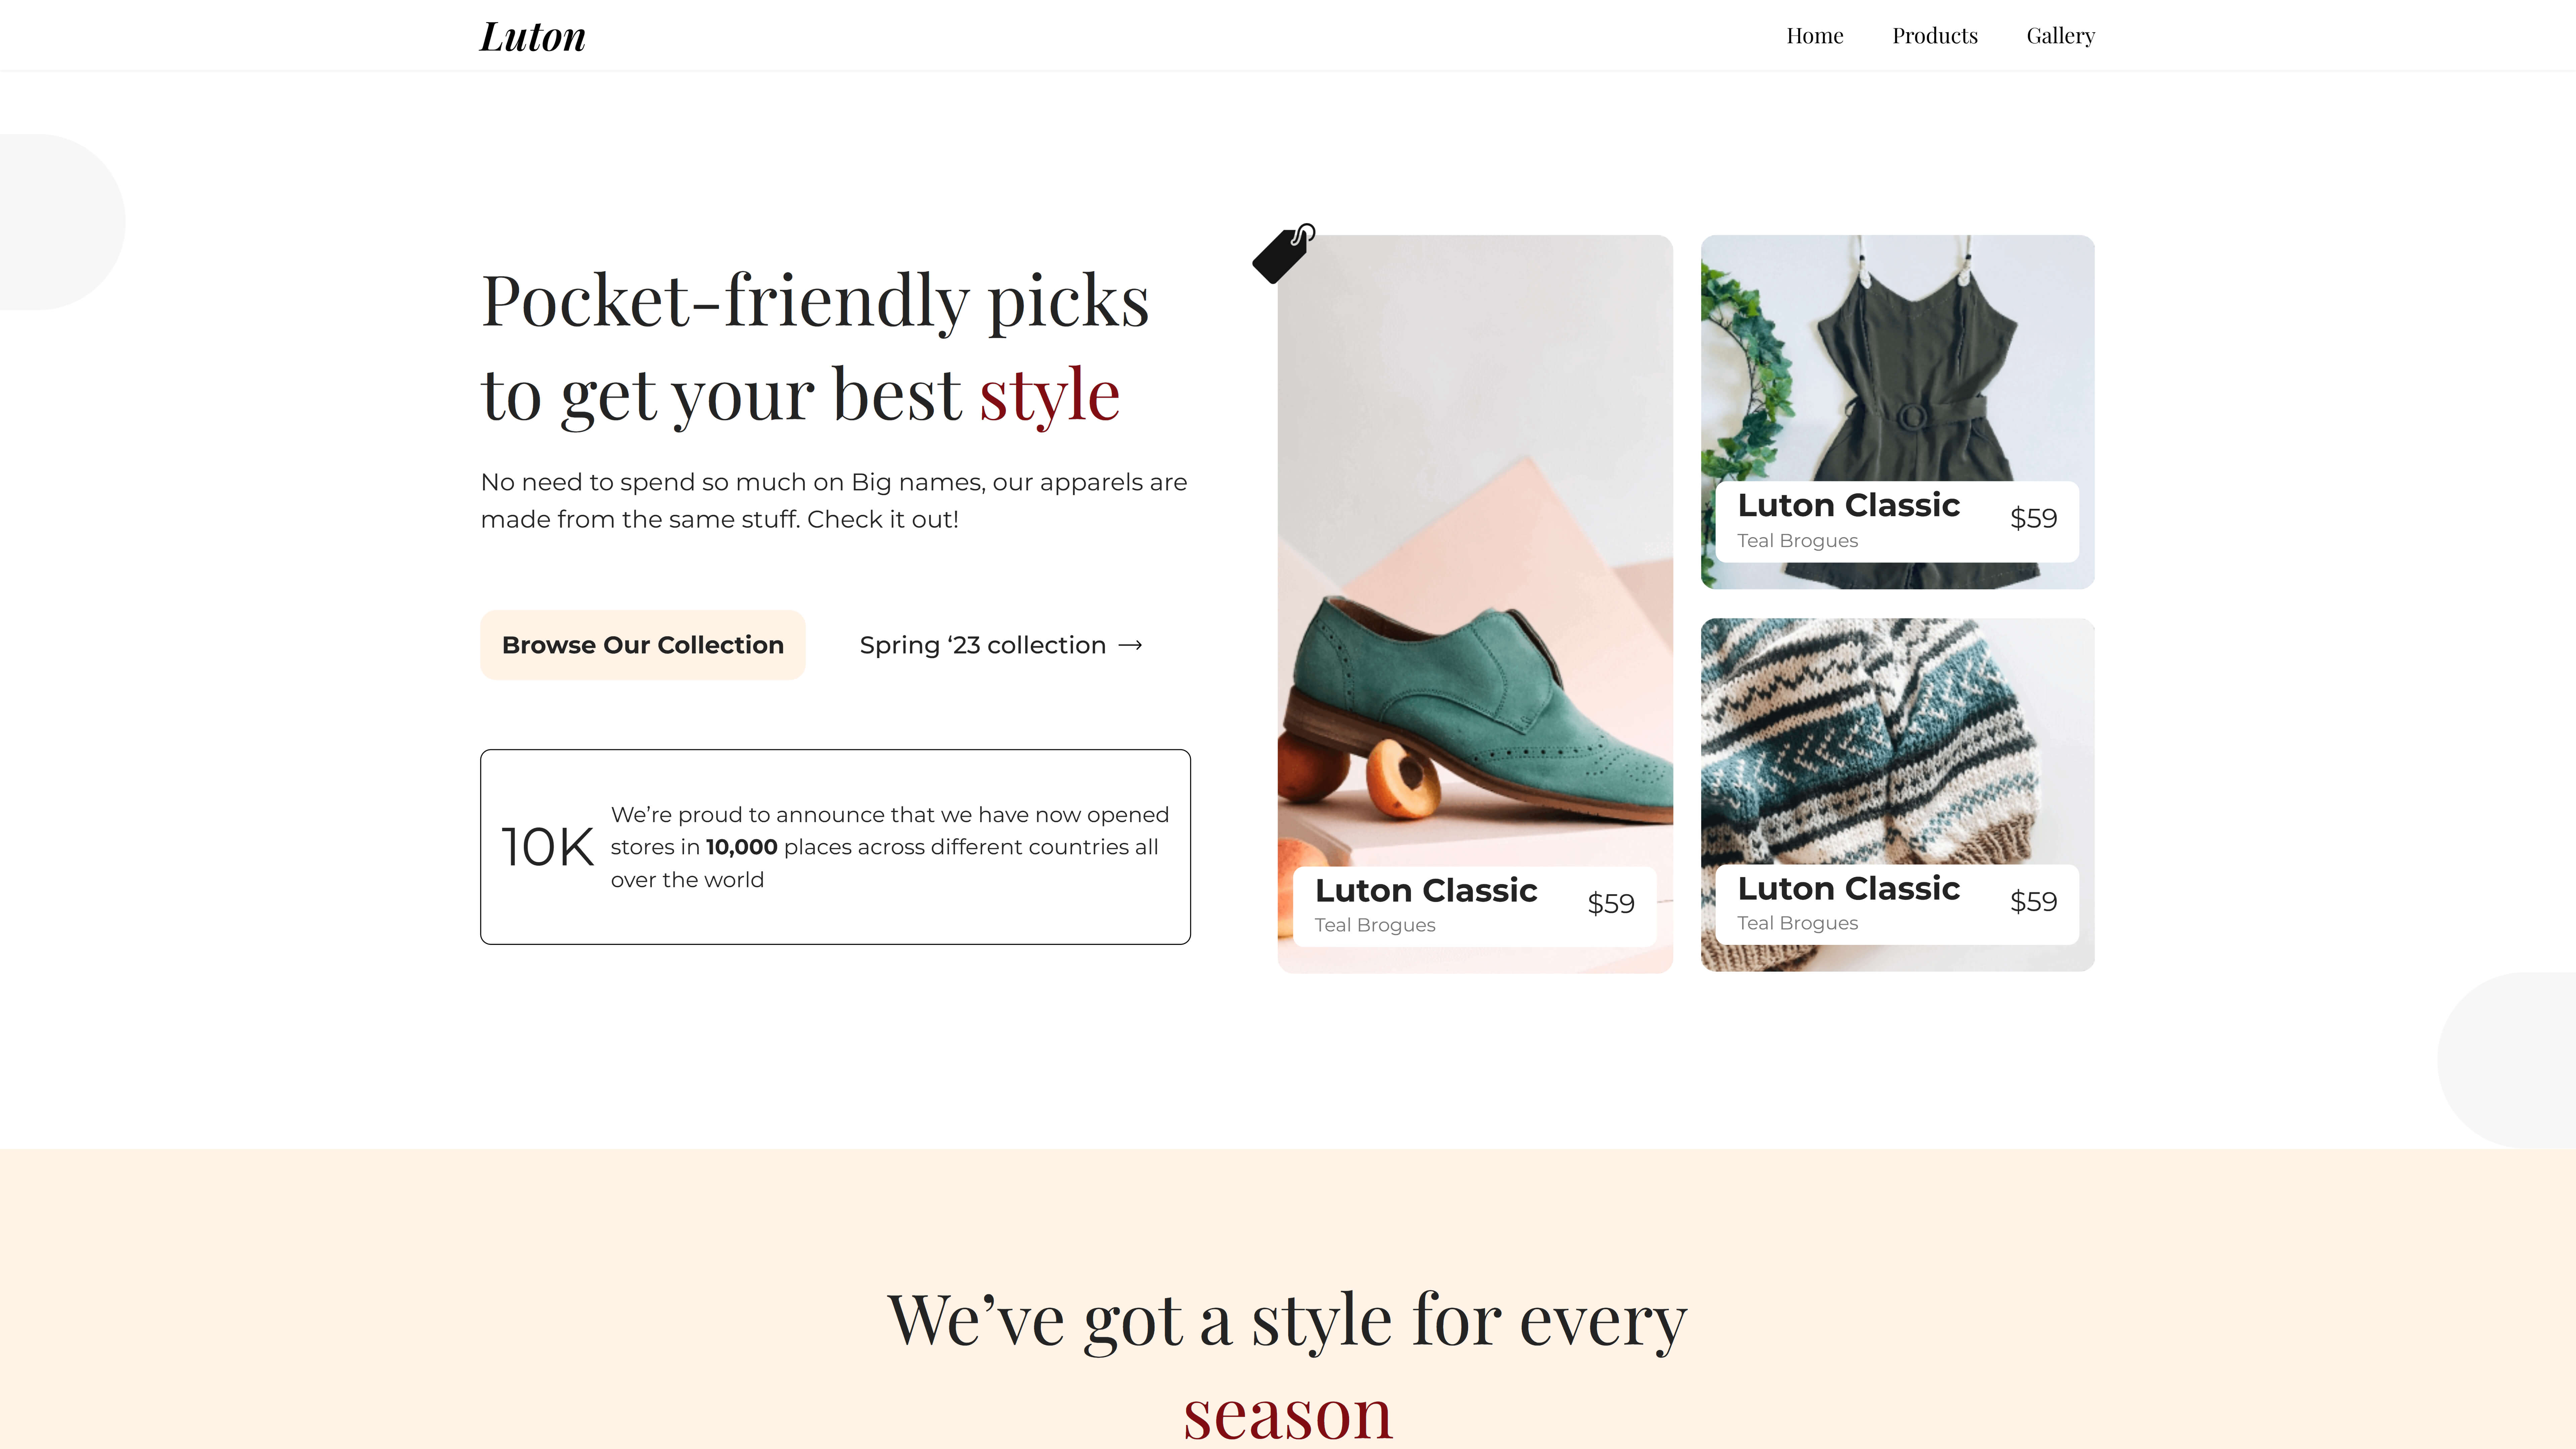 Luton
Home
Products
Gallery
Pocket-friendly picks
to get your best style
No need to spend so much on Big names, our apparels are
made from the same stuff. Check it out!
Browse Our Collection
Spring ‘23 collection →
10K
We’re proud to announce that we have now opened
stores in 10,000 places across different countries all
over the world
Luton Classic
Teal Brogues
$59
Luton Classic
Teal Brogues
$59
Luton Classic
Teal Brogues
$59
We’ve got a style for every
season